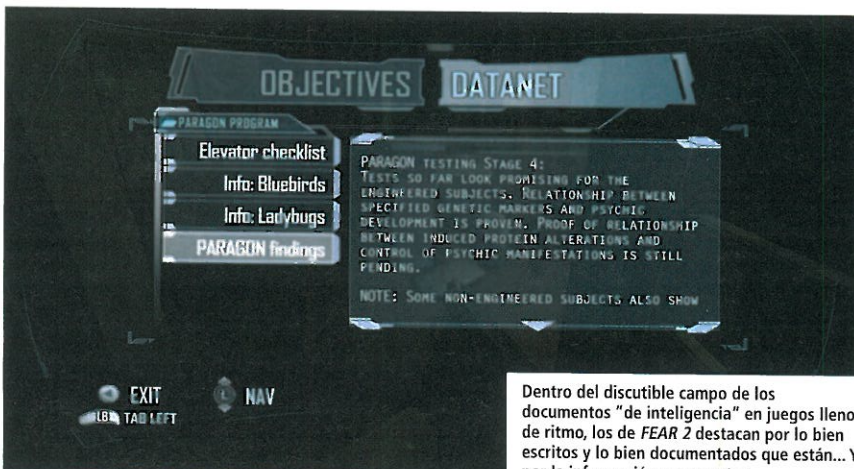 OBJECTIVES DATANET
PARAGON PROGRAM
Elevator checklist
Info: Bluebirds
Info: Ladybugs
PARAGON findings
PARAGON TESTING STAGE 4:
TESTS SO FAR LOOK PROMISING FOR THE
ENGINEERED SUBJECTS. RELATIONSHIP BETWEEN
SPECIFIED GENETIC MARKERS AND PSYCHIC
DEVELOPMENT IS PROVEN. PROOF OF RELATIONSHIP
BETWEEN INDUCED PROTEIN ALTERATIONS AND
CONTROL OF PSYCHIC MANIFESTATIONS IS STILL
PENDING.
NOTE: SOME NON-ENGINEERED SUBJECTS ALSO SHOW
EXIT
L NAV
LB TAB LEFT
Dentro del discutible campo de los
documentos "de inteligencia" en juegos llenos
de ritmo, los de FEAR 2 destacan por lo bien
escritos y lo bien documentados que están... Y